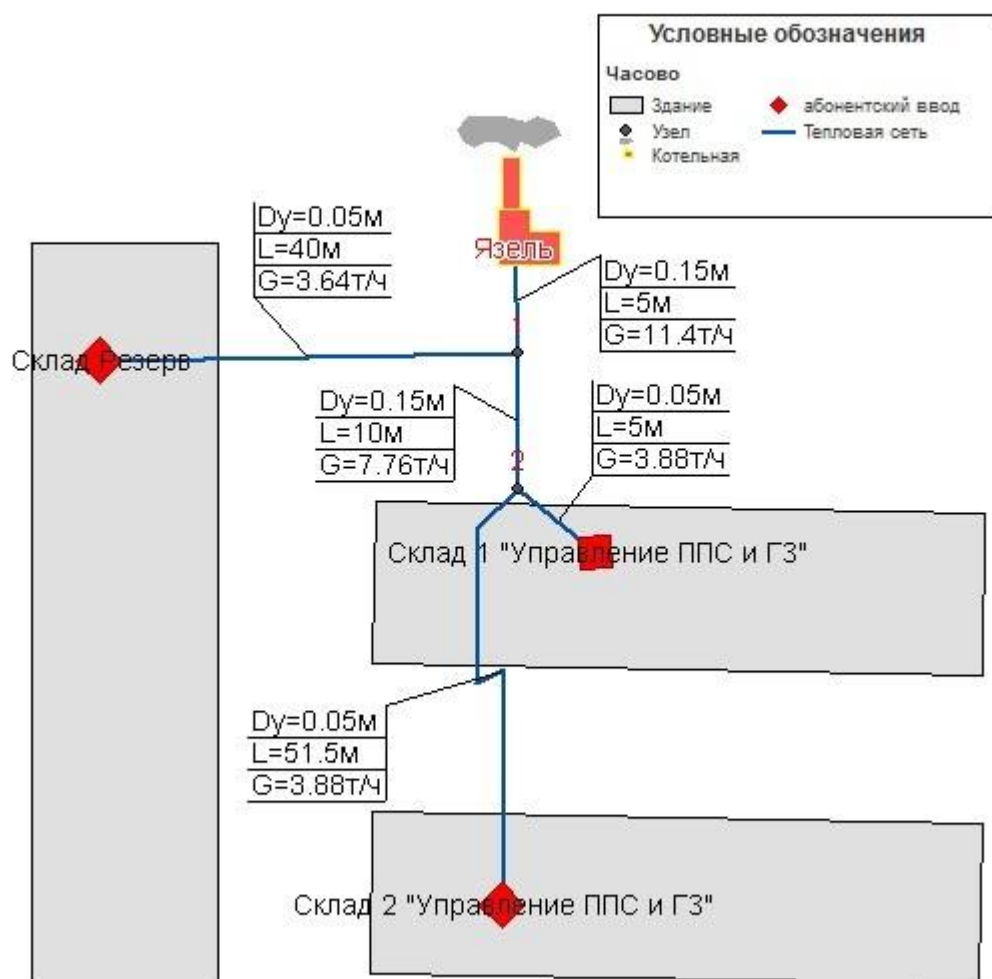 Условные обозначения
Часово
Здание
абонентский ввод
Узел
Тепловая сеть
Котельная
Язель
Dy=0.05м
L=40м
G=3.64т/ч
Dy=0.15м
L=5м
G=11.4т/ч
1
Склад Резерв
Dy=0.15м
L=10м
G=7.76т/ч
Dy=0.05м
L=5м
G=3.88т/ч
2
Склад 1 "Управление ППС и ГЗ"
Dy=0.05м
L=51.5м
G=3.88т/ч
Склад 2 "Управление ППС и ГЗ"